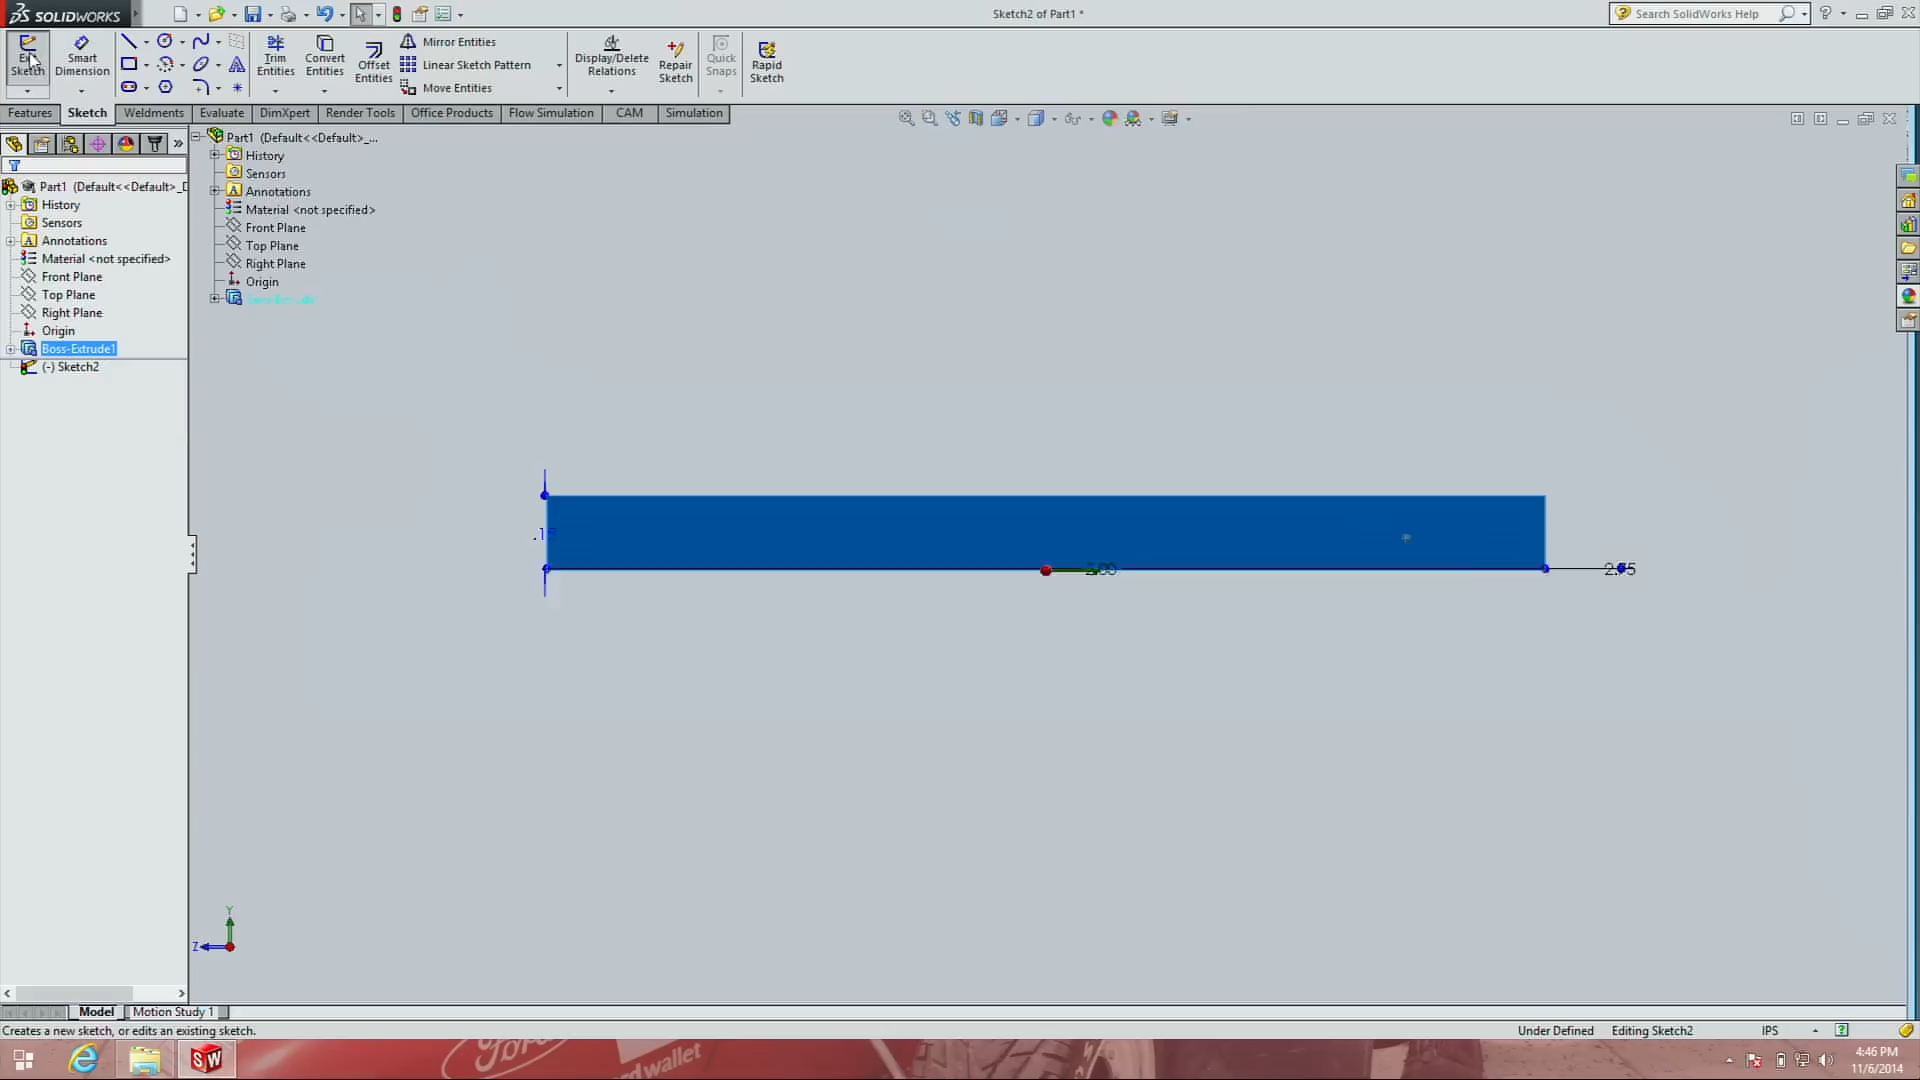 SOLIDWORKS
Sketch2 of Part1 *
Search SolidWorks Help
Exit Sketch
Smart Dimension
Trim Entities
Convert Entities
Offset Entities
Mirror Entities
Linear Sketch Pattern
Move Entities
Display/Delete Relations
Repair Sketch
Quick Snaps
Rapid Sketch
Features Sketch Weldments Evaluate DimXpert Render Tools Office Products Flow Simulation CAM Simulation
Part1 (Default<<Default>_...
History
Sensors
Annotations
Material <not specified>
Front Plane
Top Plane
Right Plane
Origin
Part1 (Default<<Default>_D
History
Sensors
Annotations
Material <not specified>
Front Plane
Top Plane
Right Plane
Origin
Boss-Extrude1
(-) Sketch2
Y
Z
Model Motion Study 1
Creates a new sketch, or edits an existing sketch.
Under Defined Editing Sketch2 IPS
Ford
4:46 PM
11/6/2014